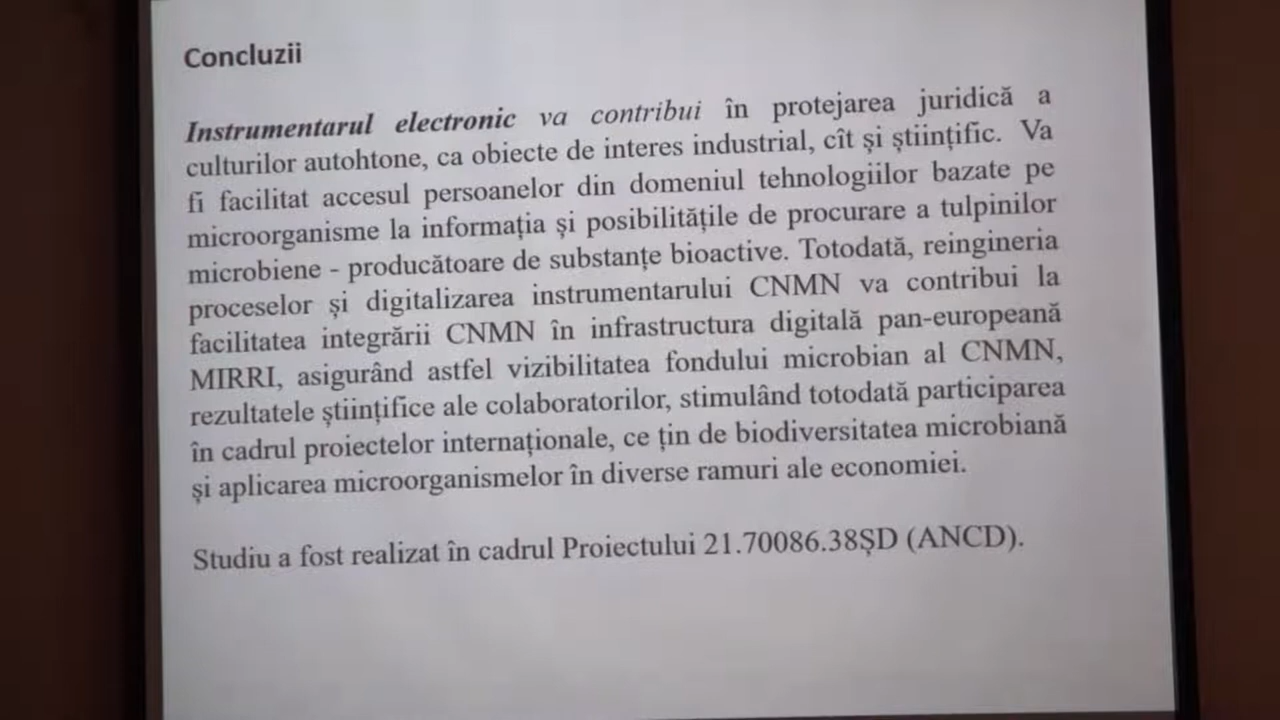 Concluzii
Instrumentarul electronic va contribui în protejarea juridică a
culturilor autohtone, ca obiecte de interes industrial, cît și științific. Va
fi facilitat accesul persoanelor din domeniul tehnologiilor bazate pe
microorganisme la informația și posibilitățile de procurare a tulpinilor
microbiene - producătoare de substanțe bioactive. Totodată, reingineria
proceselor și digitalizarea instrumentarului CNMN va contribui la
facilitatea integrării CNMN în infrastructura digitală pan-europeană
MIRRI, asigurând astfel vizibilitatea fondului microbian al CNMN,
rezultatele științifice ale colaboratorilor, stimulând totodată participarea
în cadrul proiectelor internaționale, ce țin de biodiversitatea microbiană
și aplicarea microorganismelor în diverse ramuri ale economiei.
Studiu a fost realizat în cadrul Proiectului 21.70086.38ȘD (ANCD).